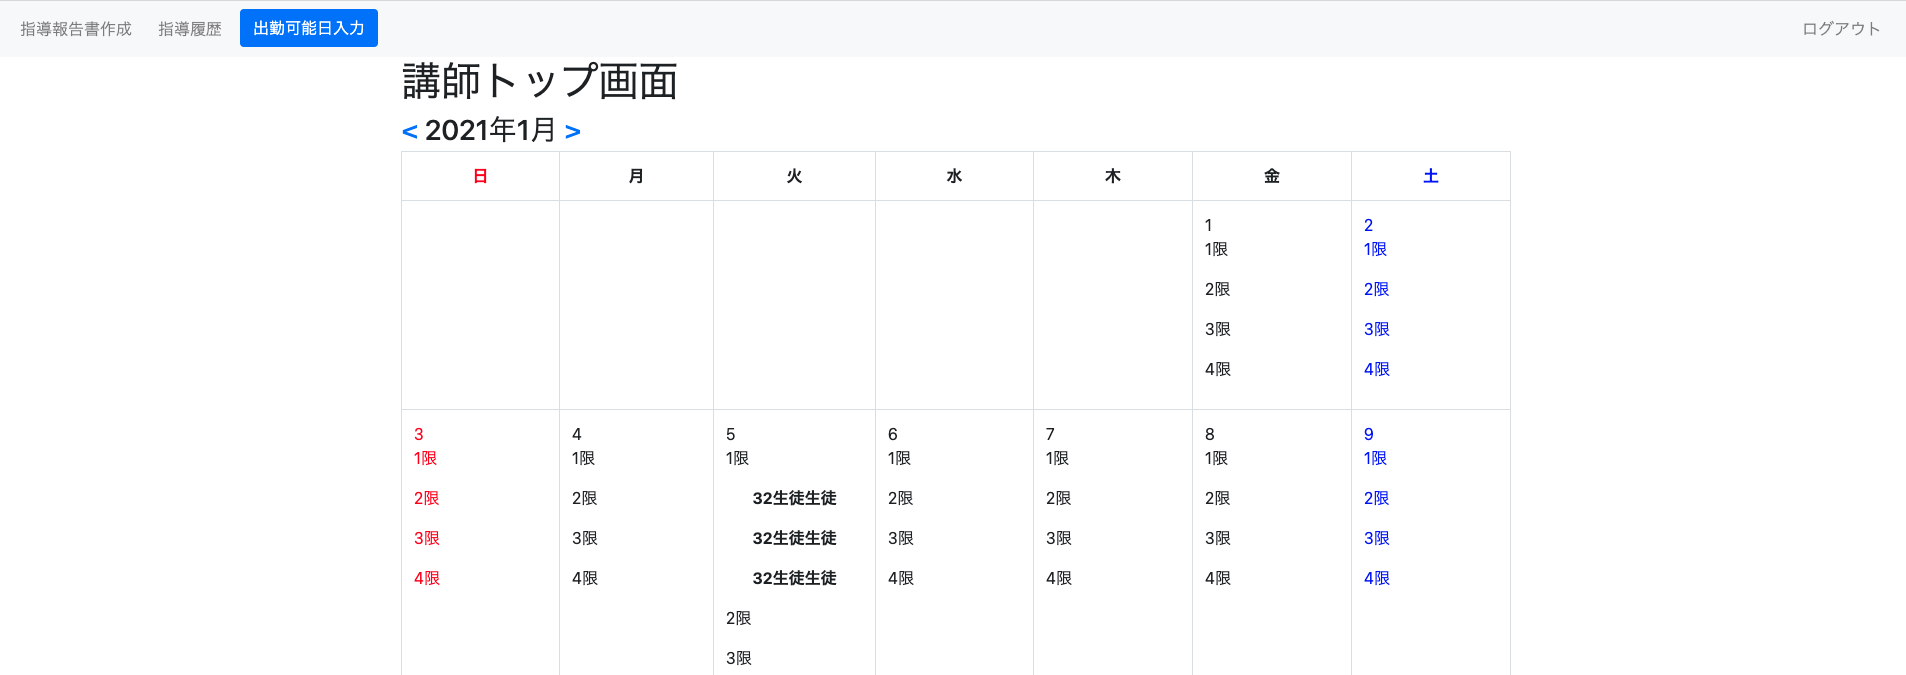 指導報告書作成 指導履歴 出勤可能日入力 ログアウト
講師トップ画面
< 2021年1月 >
日 月 火 水 木 金 土
1 2
1限 1限
2限 2限
3限 3限
4限 4限
3 4 5 6 7 8 9
1限 1限 1限 1限 1限 1限 1限
2限 2限 32生徒生徒 2限 2限 2限 2限
3限 3限 32生徒生徒 3限 3限 3限 3限
4限 4限 32生徒生徒 4限 4限 4限 4限
2限
3限